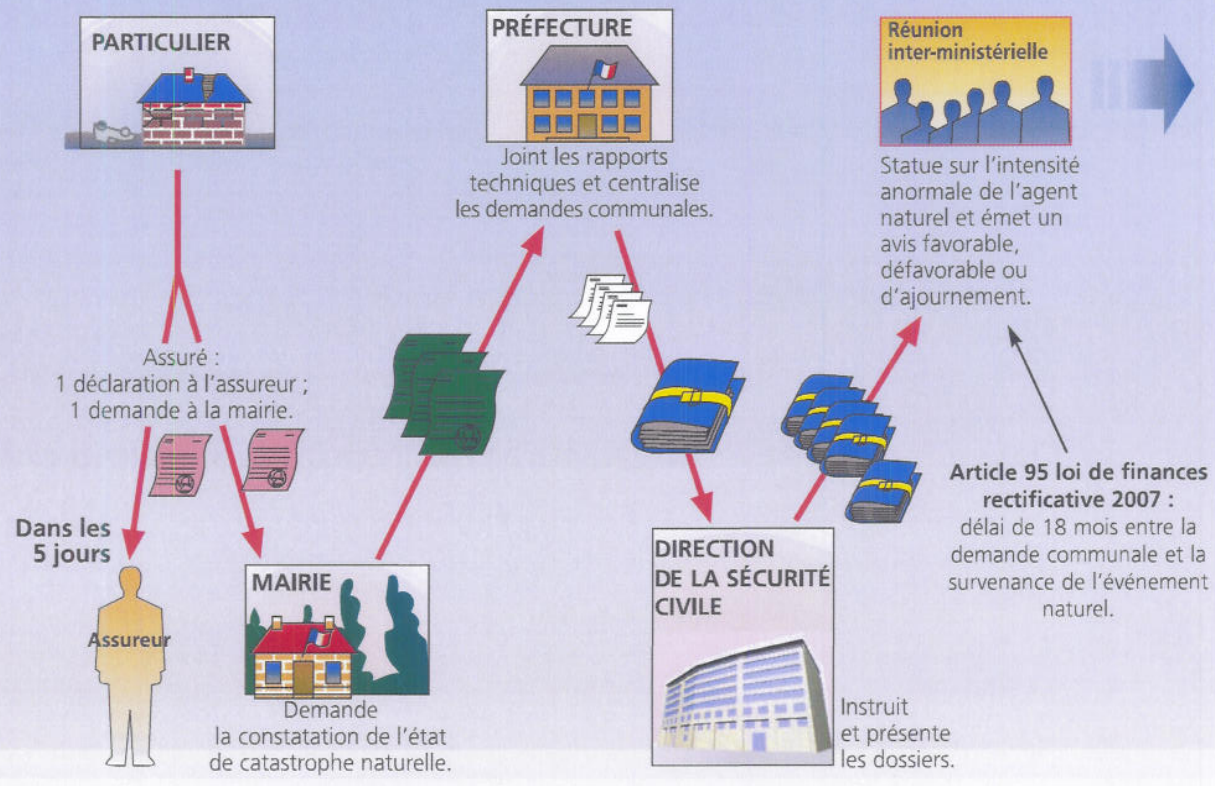 PARTICULIER
Assuré :
1 déclaration à l'assureur ;
1 demande à la mairie.
Dans les
5 jours
Assureur
MAIRIE
Demande
la constatation de l'état
de catastrophe naturelle.
PRÉFECTURE
Joint les rapports
techniques et centralise
les demandes communales.
DIRECTION
DE LA SÉCURITÉ
CIVILE
Instruit
et présente
les dossiers.
Réunion
inter-ministérielle
Statue sur l'intensité
anormale de l'agent
naturel et émet un
avis favorable,
défavorable ou
d'ajournement.
Article 95 loi de finances
rectificative 2007 :
délai de 18 mois entre la
demande communale et la
survenance de l'événement
naturel.